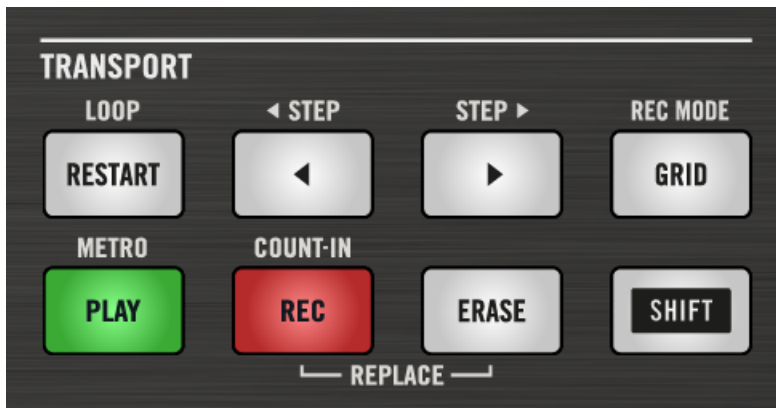 TRANSPORT
LOOP ◀ STEP STEP ▶ REC MODE
RESTART ◀ ▶ GRID
METRO COUNT-IN
PLAY REC ERASE SHIFT
REPLACE